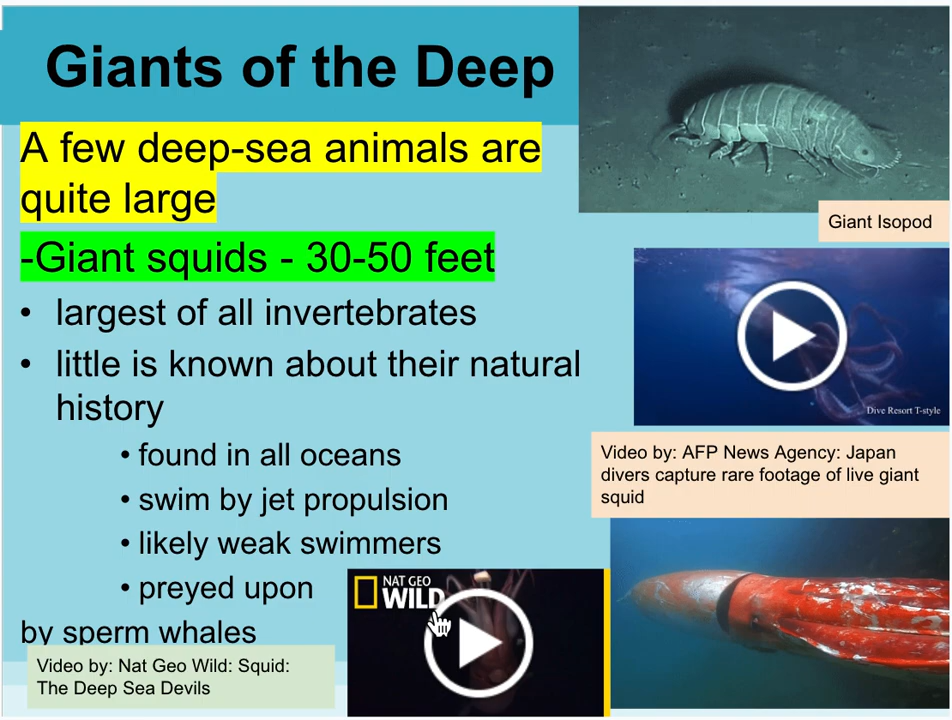 Giants of the Deep
A few deep-sea animals are
quite large
-Giant squids - 30-50 feet
• largest of all invertebrates
• little is known about their natural
history
• found in all oceans
• swim by jet propulsion
• likely weak swimmers
• preyed upon
by sperm whales
Video by: Nat Geo Wild: Squid:
The Deep Sea Devils
NAT GEO
WILD
Giant Isopod
Dive Resort T-style
Video by: AFP News Agency: Japan
divers capture rare footage of live giant
squid